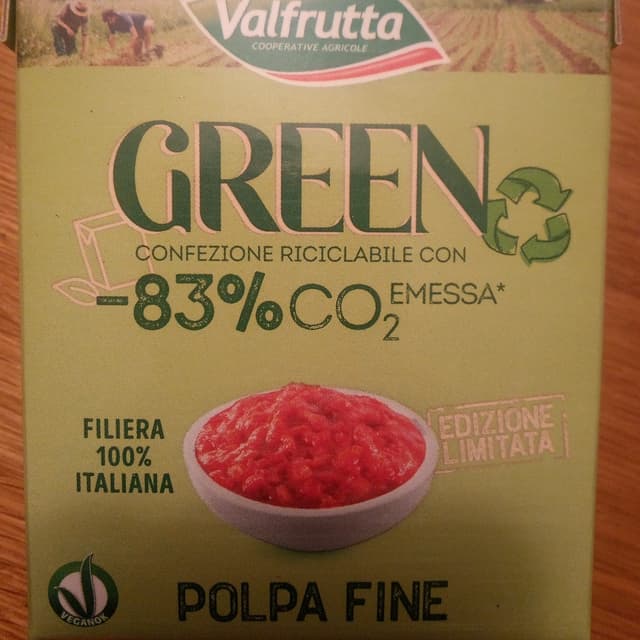 Valfrutta
COOPERATIVE AGRICOLE
GREEN
CONFEZIONE RICICLABILE CON
-83%CO2 EMESSA*
FILIERA
100%
ITALIANA
EDIZIONE
LIMITATA
VEGANOK
POLPA FINE